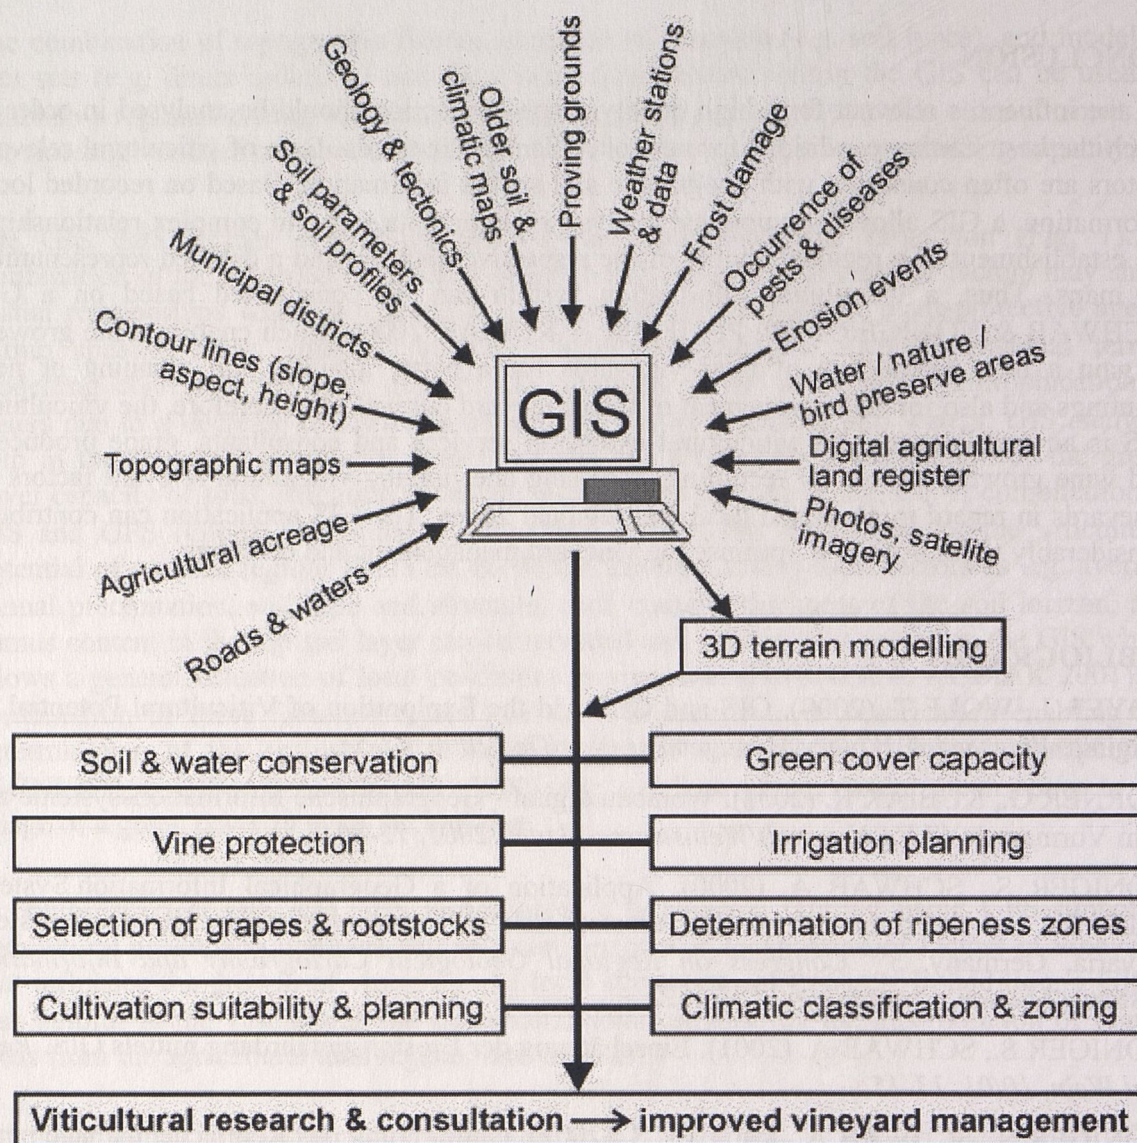 Roads & waters
Agricultural acreage
Topographic maps
Contour lines (slope,
aspect, height)
Municipal districts
Soil parameters
& soil profiles
Geology & tectonics
Older soil &
climatic maps
Proving grounds
Weather stations
& data
Frost damage
Occurrence of
pests & diseases
Erosion events
Water / nature /
bird preserve areas
Digital agricultural
land register
Photos, satellite
imagery
GIS
3D terrain modelling
Soil & water conservation
Green cover capacity
Vine protection
Irrigation planning
Selection of grapes & rootstocks
Determination of ripeness zones
Cultivation suitability & planning
Climatic classification & zoning
Viticultural research & consultation → improved vineyard management